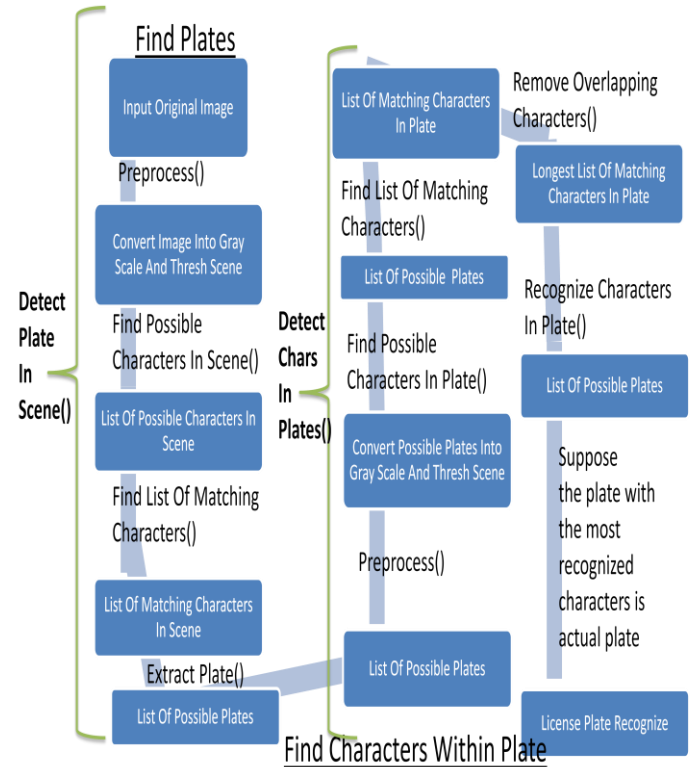 Find Plates
Input Original Image
Preprocess()
Convert Image Into Gray
Scale And Thresh Scene
Detect
Plate
In
Scene()
Find Possible
Characters In Scene()
List Of Possible Characters In
Scene
Find List Of Matching
Characters()
List Of Matching Characters
In Scene
Extract Plate()
List Of Possible Plates
List Of Matching Characters
In Plate
Find List Of Matching
Characters()
List Of Possible Plates
Detect
Chars
In
Plates()
Find Possible
Characters In Plate()
Convert Possible Plates Into
Gray Scale And Thresh Scene
Preprocess()
List Of Possible Plates
Find Characters Within Plate
Remove Overlapping
Characters()
Longest List Of Matching
Characters In Plate
Recognize Characters
In Plate()
List Of Possible Plates
Suppose
the plate with
the most
recognized
characters is
actual plate
License Plate Recognize